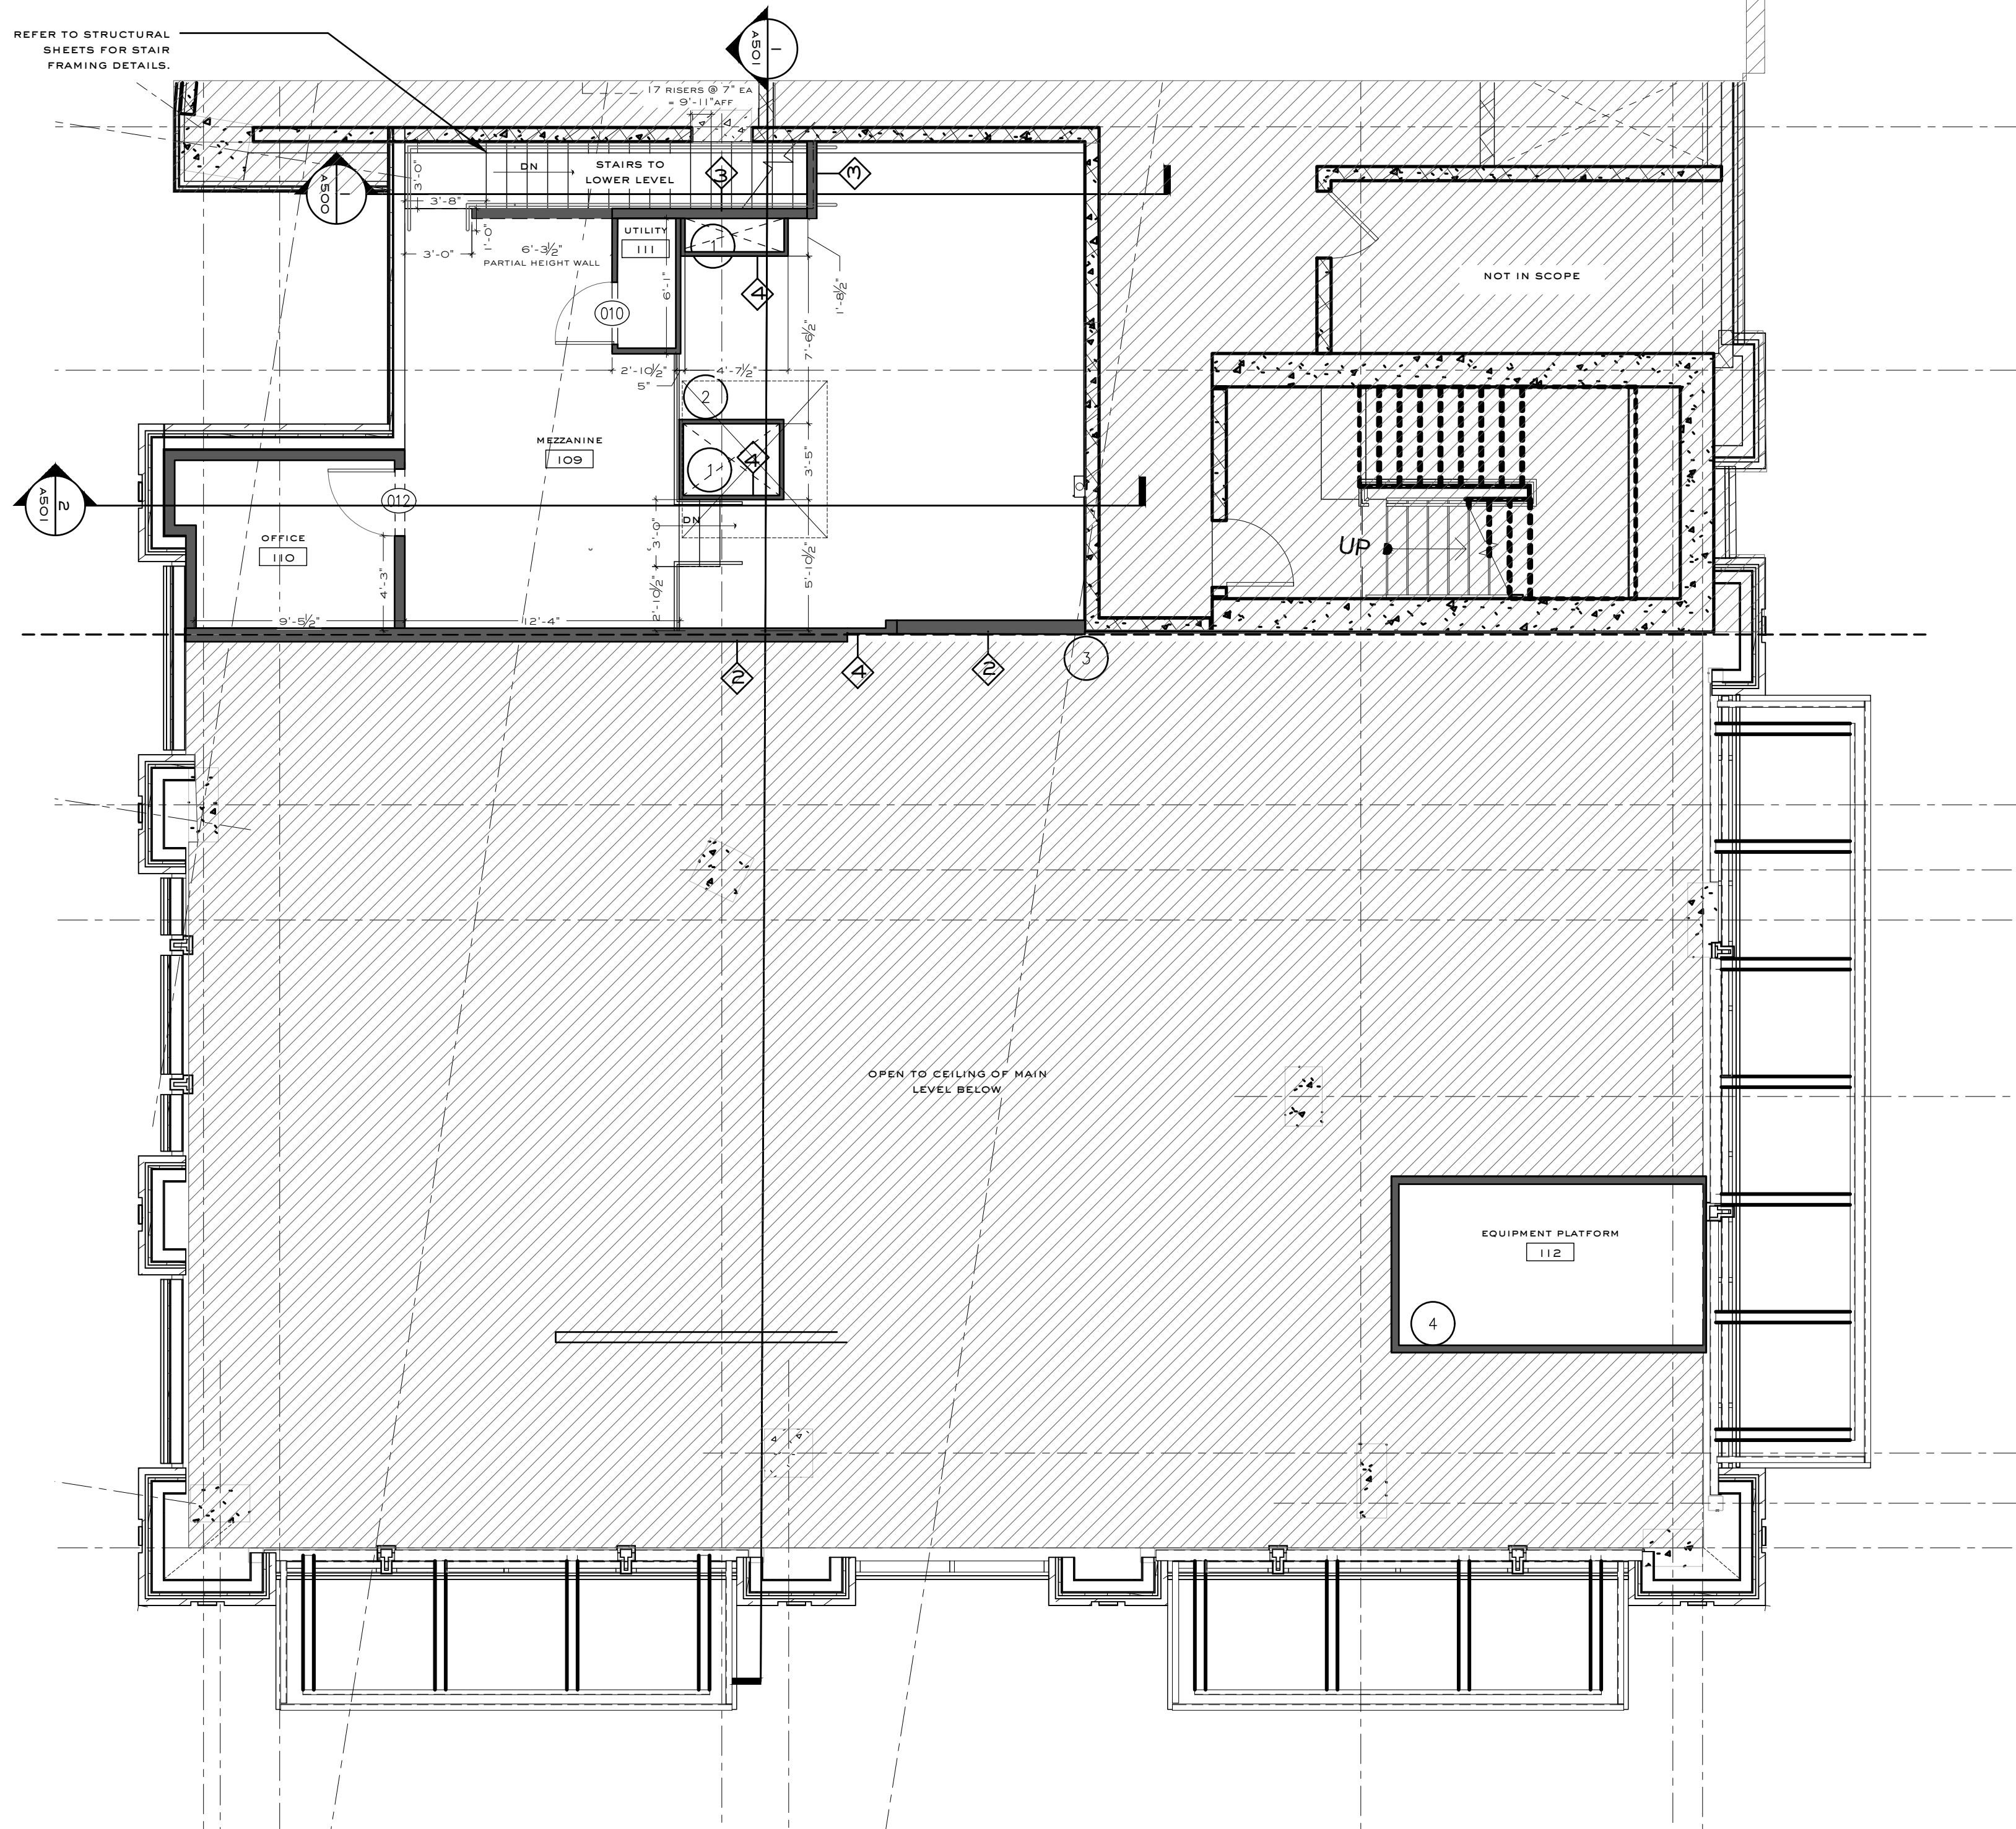 REFER TO STRUCTURAL
SHEETS FOR STAIR
FRAMING DETAILS.
1
A501
17 RISERS @ 7" EA
= 9'-11"AFF
DN
STAIRS TO
LOWER LEVEL
3'-0"
3
3
1
A500
3'-8"
1'-0"
3'-0"
6'-3½"
PARTIAL HEIGHT WALL
UTILITY
111
1
6'-1"
4
1'-8½"
NOT IN SCOPE
010
7'-6½"
2'-10½"
4'-7½"
5"
2
MEZZANINE
109
1
4
3'-5"
2
A501
012
DN
3'-0"
OFFICE
110
UP
4'-3"
5'-10½"
2'-10½"
9'-5½"
12'-4"
2
4
2
3
OPEN TO CEILING OF MAIN
LEVEL BELOW
EQUIPMENT PLATFORM
112
4